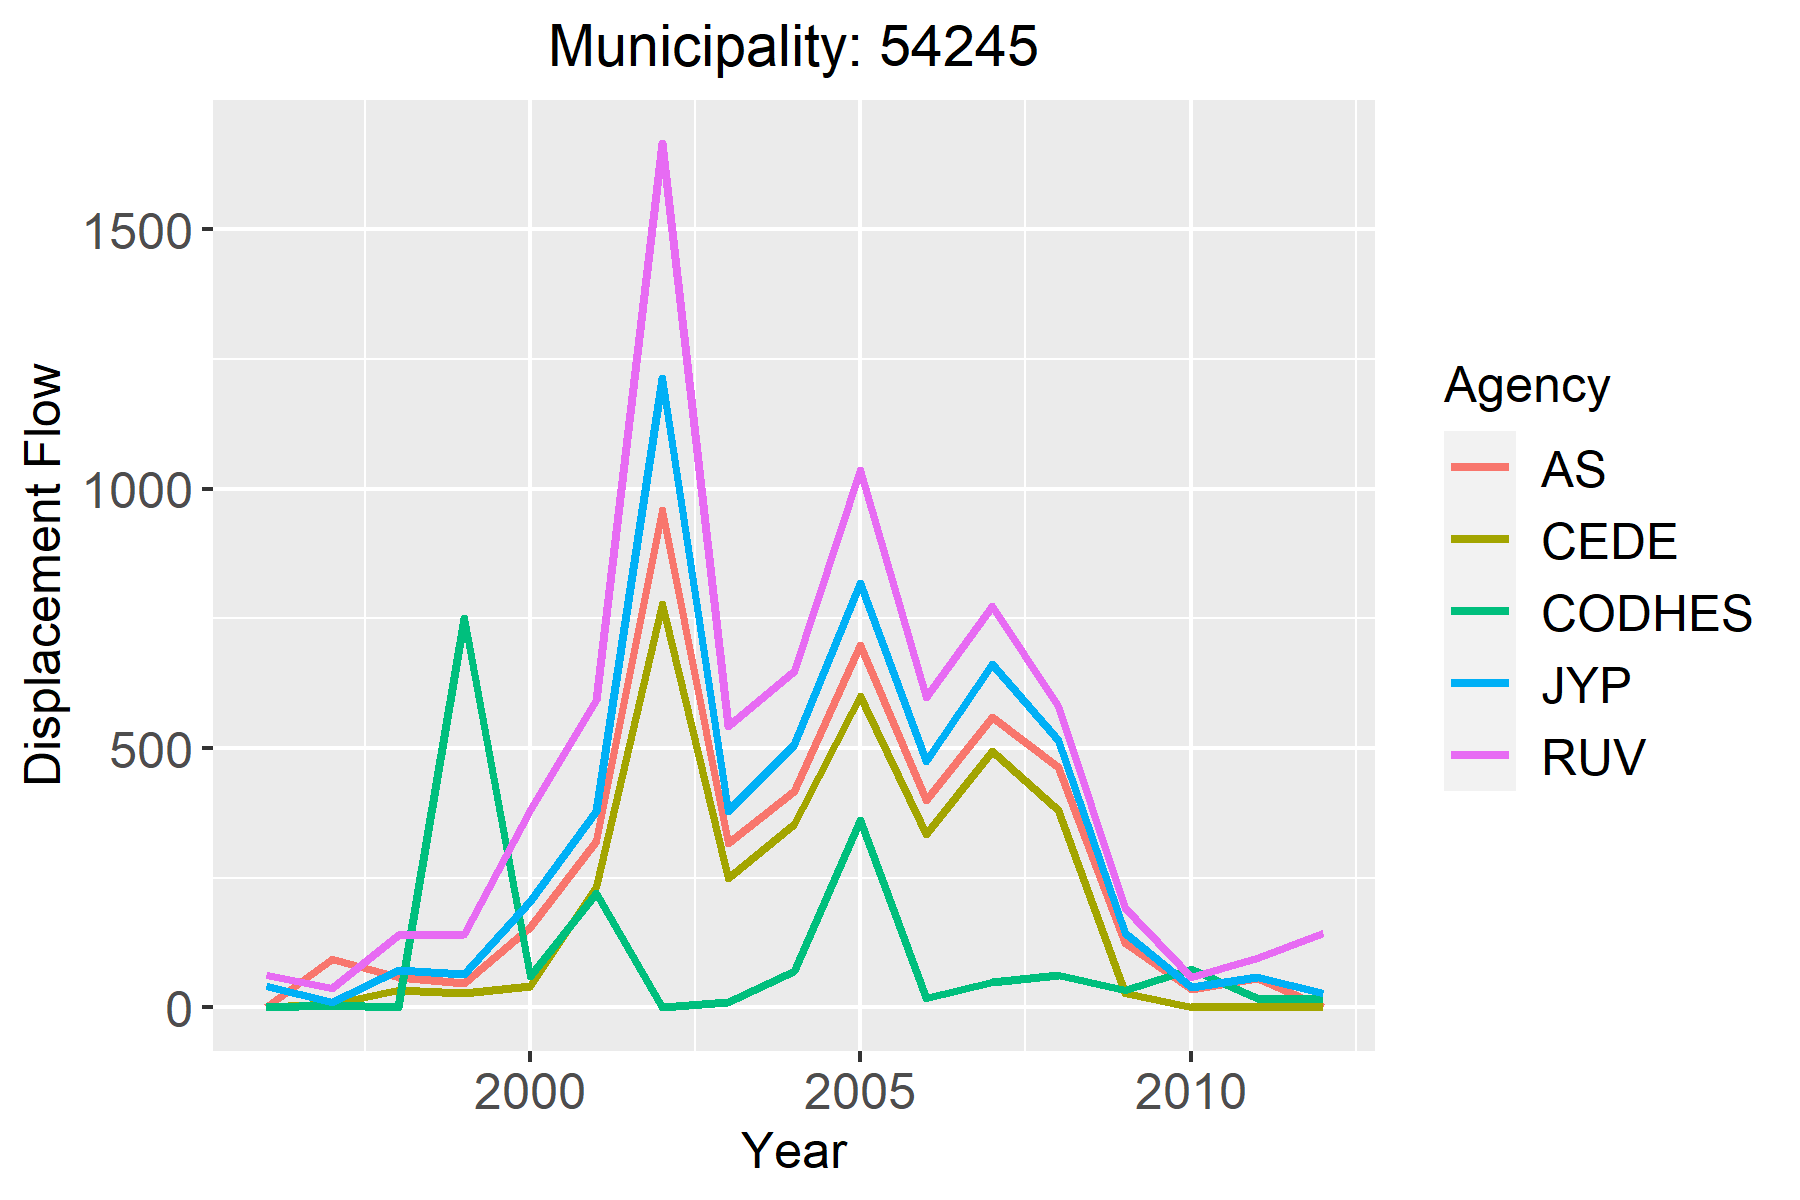 Municipality: 54245
1500
1000
500
0
Displacement Flow
2000 2005 2010
Year
Agency
AS
CEDE
CODHES
JYP
RUV